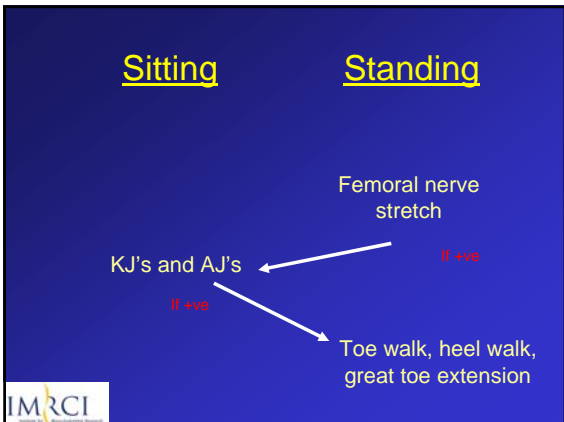 Sitting
Standing
Femoral nerve
stretch
If +ve
KJ's and AJ's
If +ve
Toe walk, heel walk,
great toe extension
IMRCI